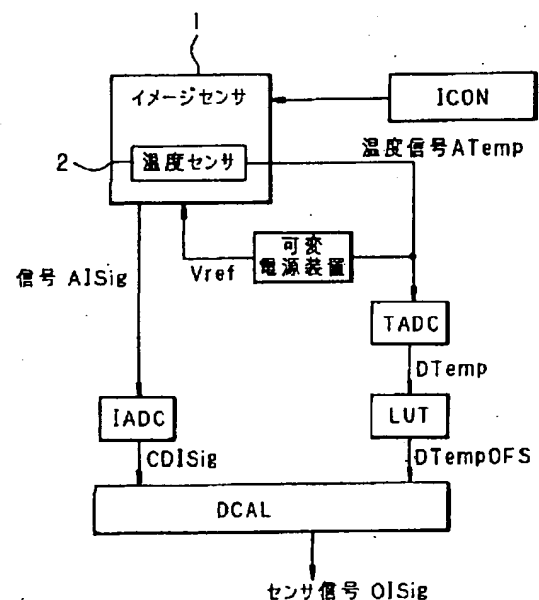 1
イメージセンサ
ICON
2
温度センサ
温度信号ATemp
可変
電源装置
Vref
信号 AISig
TADC
DTemp
IADC
LUT
CDISig
DTempOFS
DCAL
センサ信号 OISig